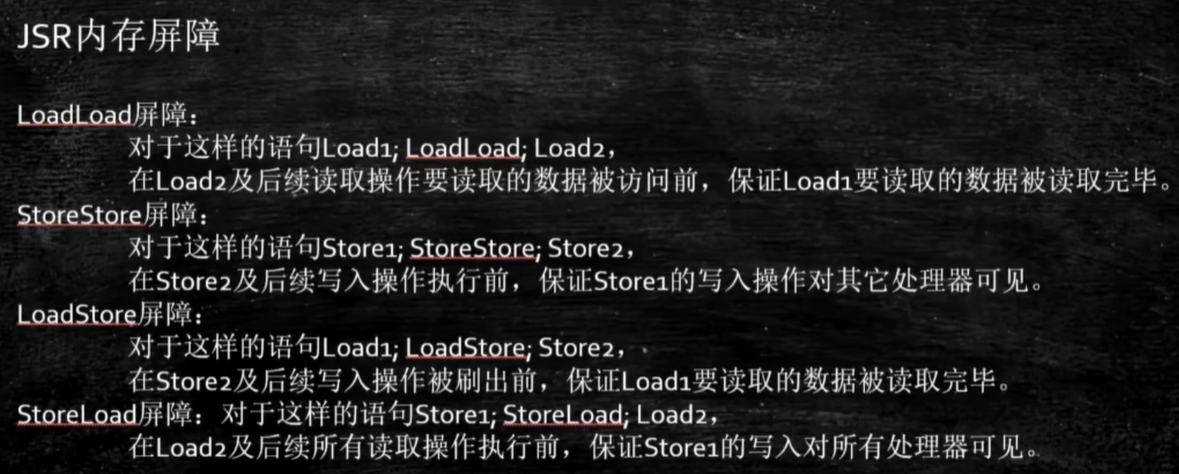 JSR内存屏障
LoadLoad屏障：
对于这样的语句Load1; LoadLoad; Load2，
在Load2及后续读取操作要读取的数据被访问前，保证Load1要读取的数据被读取完毕。
StoreStore屏障：
对于这样的语句Store1; StoreStore; Store2，
在Store2及后续写入操作执行前，保证Store1的写入操作对其它处理器可见。
LoadStore屏障：
对于这样的语句Load1; LoadStore; Store2，
在Store2及后续写入操作被刷出前，保证Load1要读取的数据被读取完毕。
StoreLoad屏障：对于这样的语句Store1; StoreLoad; Load2，
在Load2及后续所有读取操作执行前，保证Store1的写入对所有处理器可见。